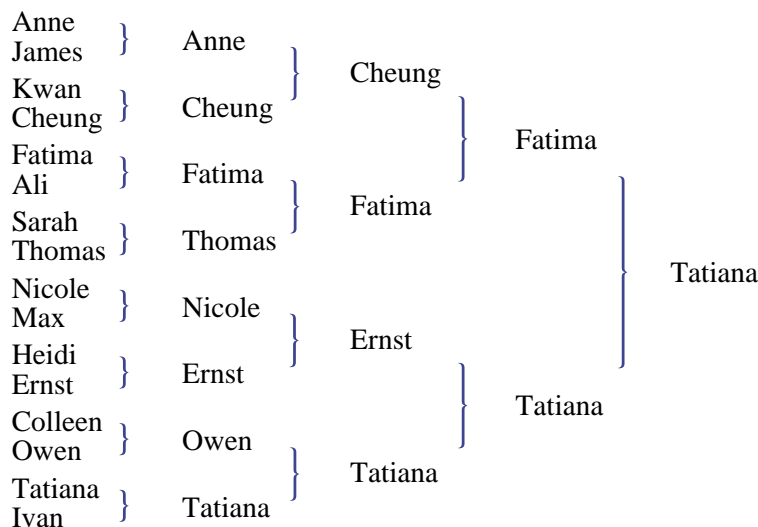 Anne
James
Kwan
Cheung
Fatima
Ali
Sarah
Thomas
Nicole
Max
Heidi
Ernst
Colleen
Owen
Tatiana
Ivan
Anne
Cheung
Fatima
Thomas
Nicole
Ernst
Owen
Tatiana
Cheung
Fatima
Ernst
Tatiana
Fatima
Tatiana
Tatiana